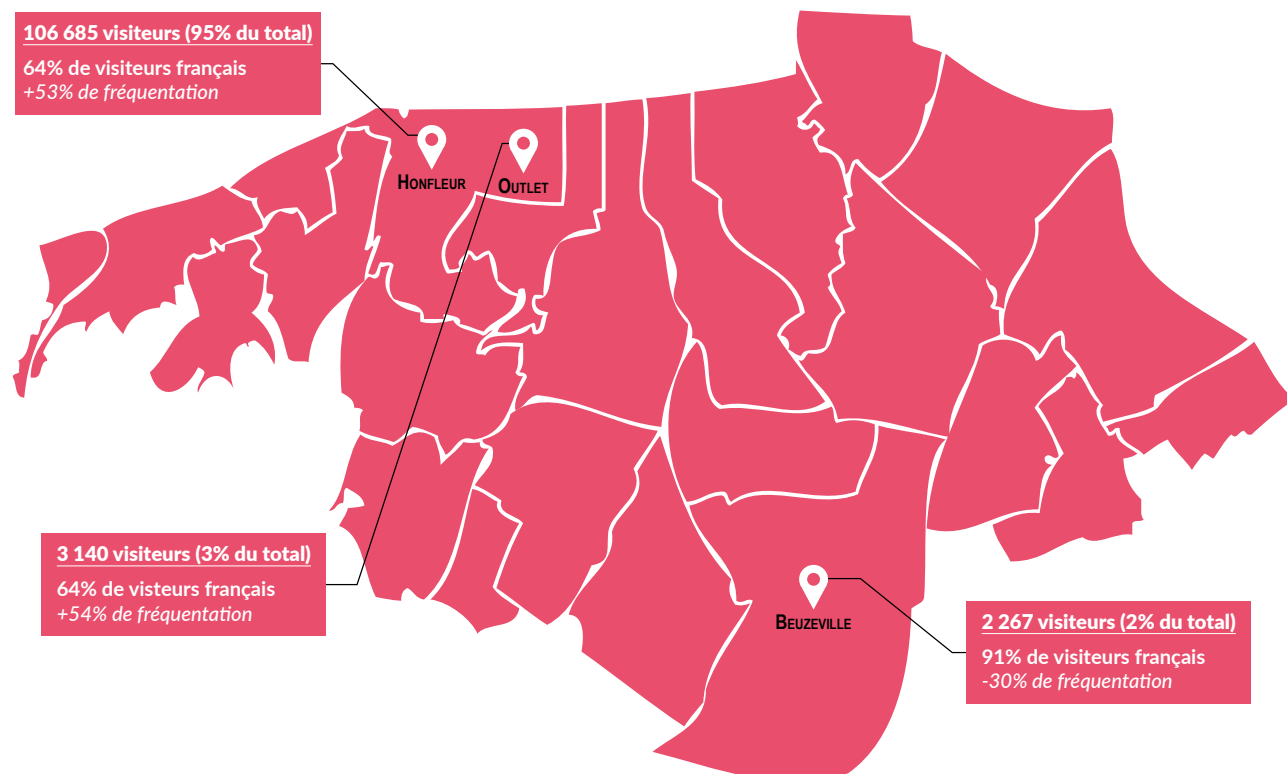 106 685 visiteurs (95% du total)
64% de visiteurs français
+53% de fréquentation
Honfleur
Outlet
3 140 visiteurs (3% du total)
64% de visteurs français
+54% de fréquentation
Beuzeville
2 267 visiteurs (2% du total)
91% de visiteurs français
-30% de fréquentation